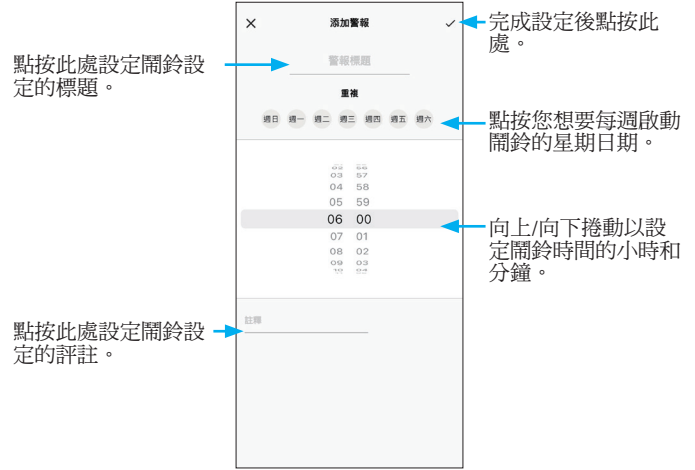 添加警報
完成設定後點按此
處。
點按此處設定鬧鈴設
定的標題。
警報標題
重複
週日 週一 週二 週三 週四 週五 週六
點按您想要每週啟動
鬧鈴的星期日期。
02 56
03 57
04 58
05 59
06 00
07 01
08 02
09 03
10 04
向上/向下捲動以設
定鬧鈴時間的小時和
分鐘。
註釋
點按此處設定鬧鈴設
定的評註。